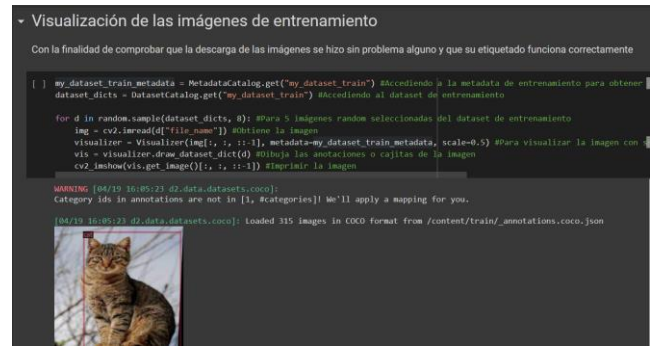 Visualización de las imágenes de entrenamiento
Con la finalidad de comprobar que la descarga de las imágenes se hizo sin problema alguno y que su etiquetado funciona correctamente
[ ] my_dataset_train_metadata = MetadataCatalog.get("my_dataset_train") #Accediendo a la metadata de entrenamiento para obtener
dataset_dicts = DatasetCatalog.get("my_dataset_train") #Accediendo al dataset de entrenamiento
for d in random.sample(dataset_dicts, 8): #Para 5 imágenes random seleccionadas del dataset de entrenamiento
img = cv2.imread(d["file_name"]) #Obtiene la imagen
visualizer = Visualizer(img[:, :, ::-1], metadata=my_dataset_train_metadata, scale=0.5) #Para visualizar la imagen con
vis = visualizer.draw_dataset_dict(d) #Dibuja las anotaciones o cajitas de la imagen
cv2_imshow(vis.get_image()[:, :, ::-1]) #Imprimir la imagen
WARNING [04/19 16:05:23 d2.data.datasets.coco]:
Category ids in annotations are not in [1, #categories]! We'll apply a mapping for you.
[04/19 16:05:23 d2.data.datasets.coco]: Loaded 315 images in COCO format from /content/train/_annotations.coco.json
cat